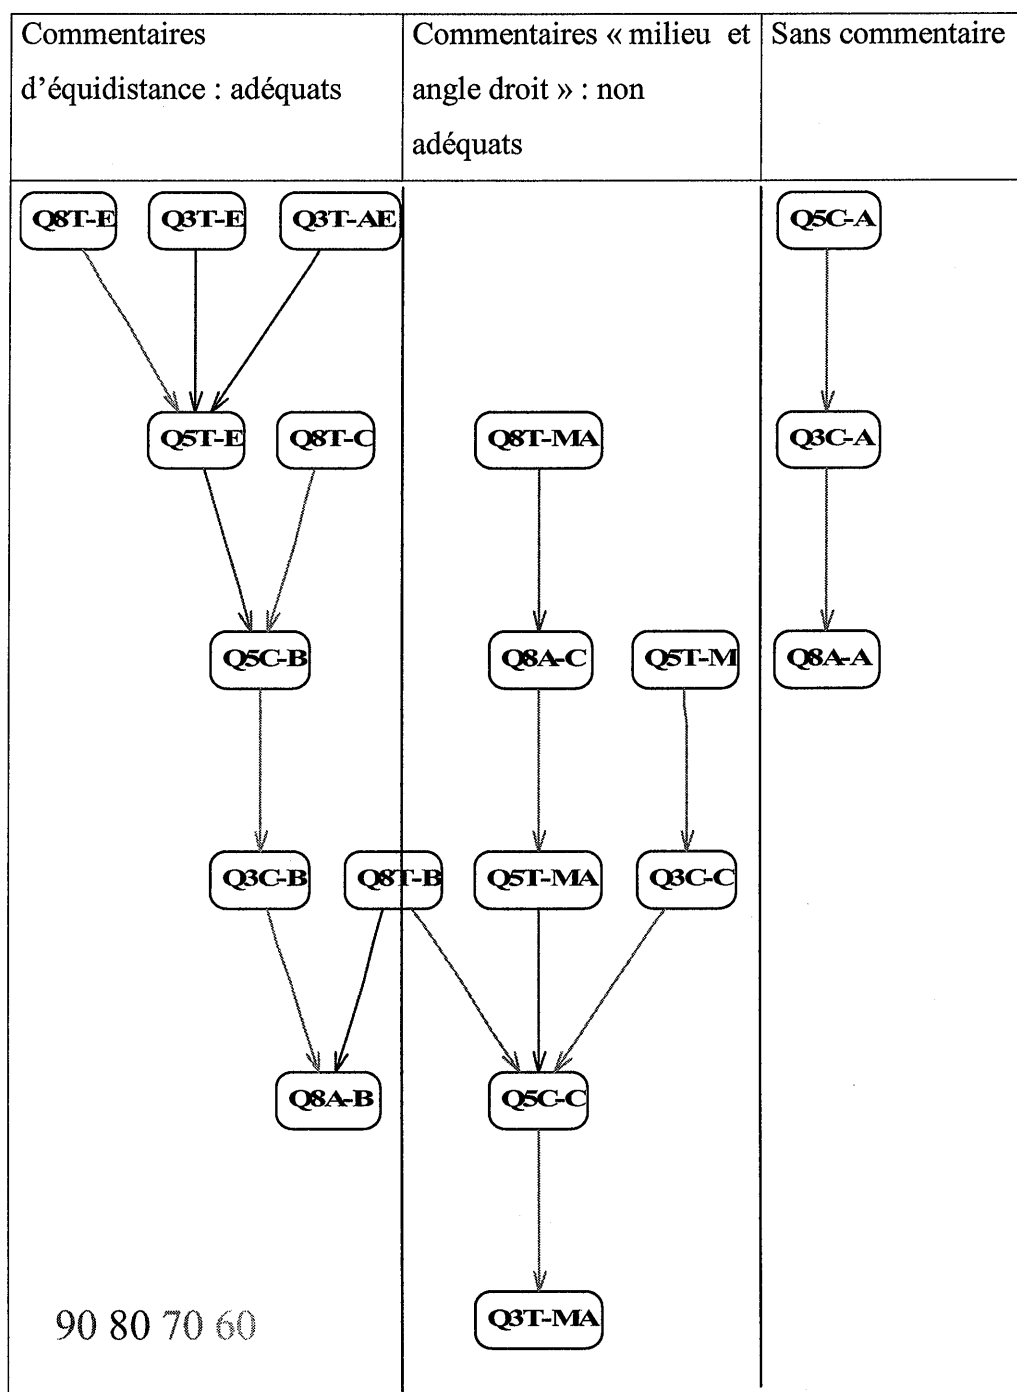 Commentaires
d'équidistance : adéquats
Commentaires « milieu et
angle droit » : non
adéquats
Sans commentaire
Q8T-E Q3T-E Q3T-AE Q5C-A
Q5T-E Q8T-C Q8T-MA Q3C-A
Q5C-B Q8A-C Q5T-M Q8A-A
Q3C-B Q8T-B Q5T-MA Q3C-C
Q8A-B Q5C-C
Q3T-MA
90 80 70 60